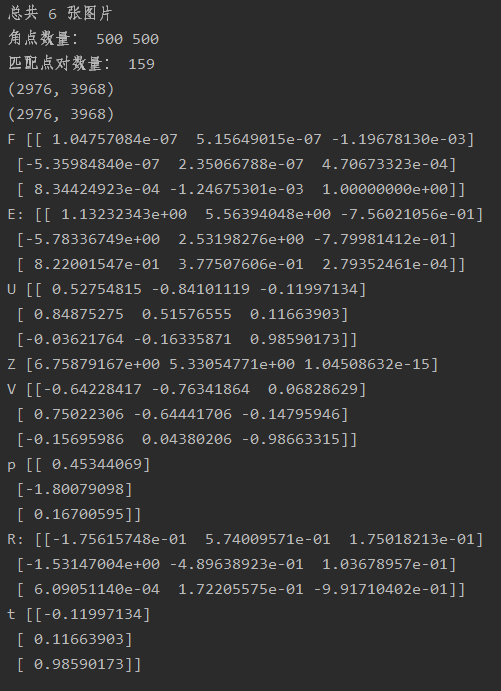 总共 6 张图片
角点数量： 500 500
匹配点对数量： 159
(2976, 3968)
(2976, 3968)
F [[ 1.04757084e-07  5.15649015e-07 -1.19678130e-03]
 [-5.35984840e-07  2.35066788e-07  4.70673323e-04]
 [ 8.34424923e-04 -1.24675301e-03  1.00000000e+00]]
E: [[ 1.13232343e+00  5.56394048e+00 -7.56021056e-01]
 [-5.78336749e+00  2.53198276e+00 -7.79981412e-01]
 [ 8.22001547e-01  3.77507606e-01  2.79352461e-04]]
U [[ 0.52754815 -0.84101119 -0.11997134]
 [ 0.84875275  0.51576555  0.11663903]
 [-0.03621764 -0.16335871  0.98590173]]
Z [6.75879167e+00 5.33054771e+00 1.04508632e-15]
V [[-0.64228417 -0.76341864  0.06828629]
 [ 0.75022306 -0.64441706 -0.14795946]
 [-0.15695986  0.04380206 -0.98663315]]
p [[ 0.45344069]
 [-1.80079098]
 [ 0.16700595]]
R: [[-1.75615748e-01  5.74009571e-01  1.75018213e-01]
 [-1.53147004e+00 -4.89638923e-01  1.03678957e-01]
 [ 6.09051140e-04  1.72205575e-01 -9.91710402e-01]]
t [[-0.11997134]
 [ 0.11663903]
 [ 0.98590173]]